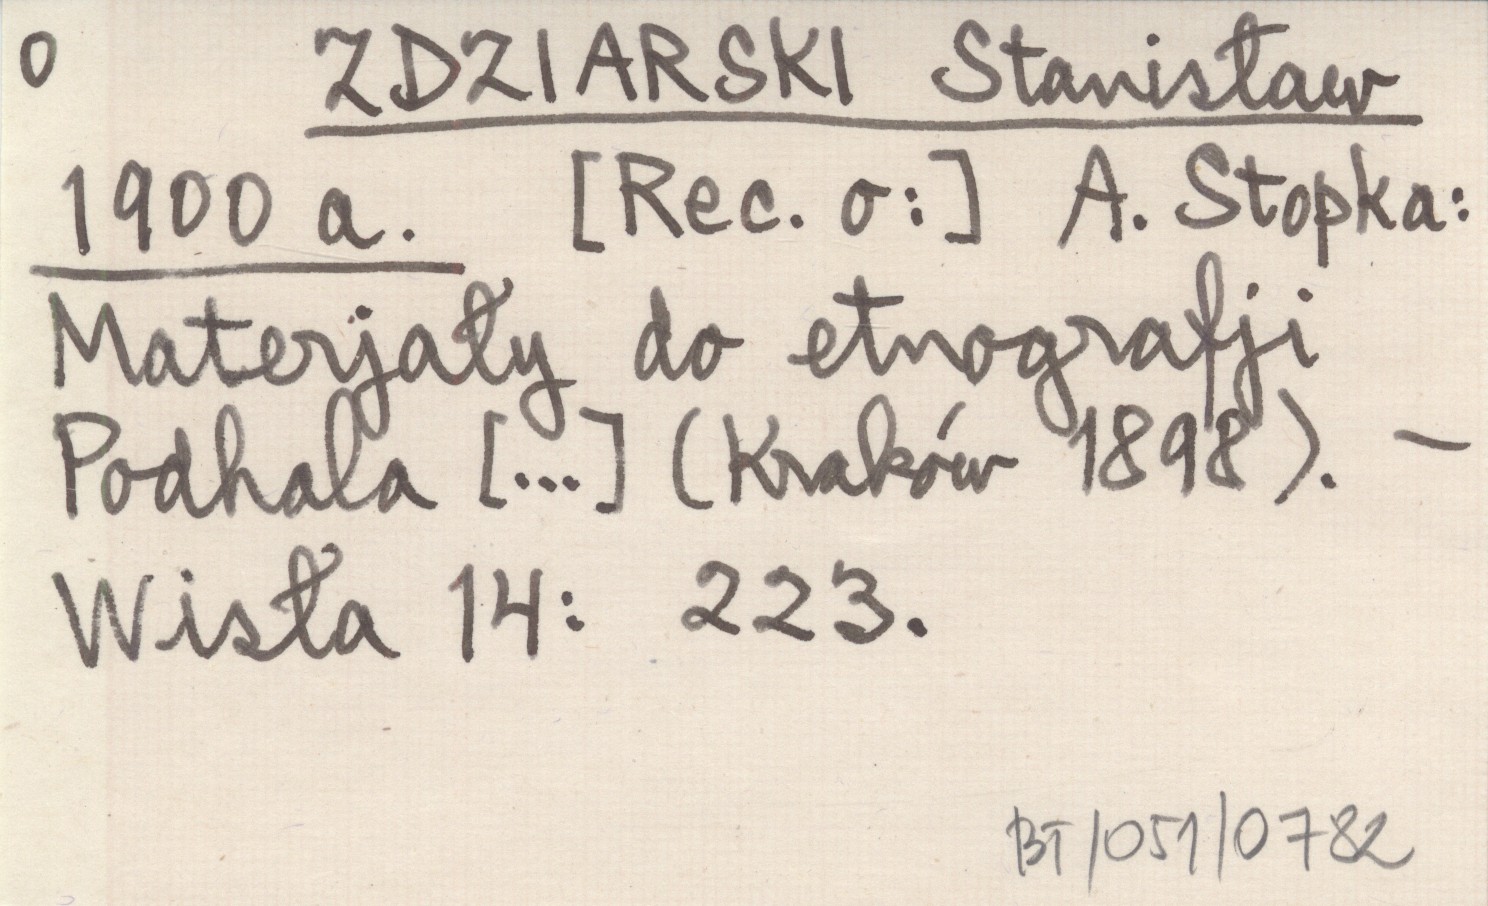 0 ZDZIARSKI Stanisław
1900 a. [Rec. o:] A. Stopka:
Materjały do etnografji
Podhala [...] (Kraków 1898). –
Wisła 14: 223.
BT/051/0782